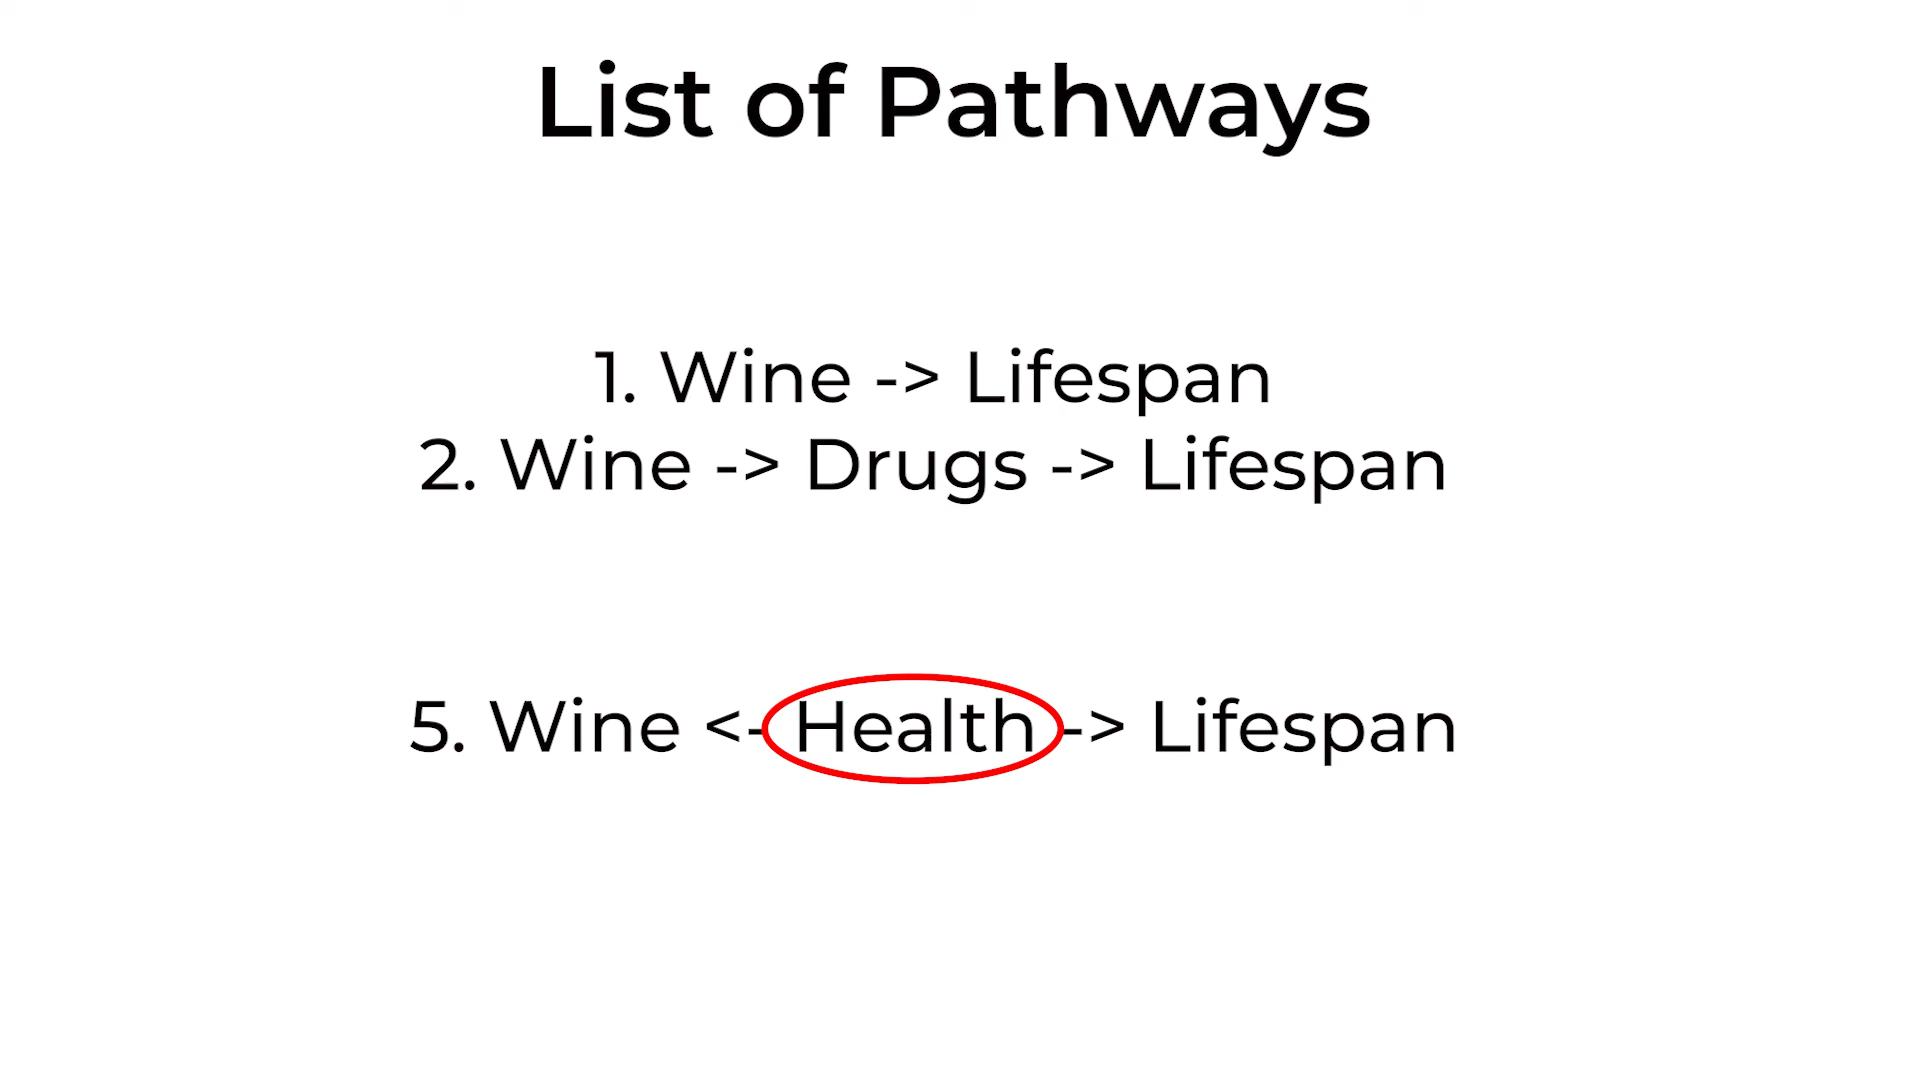 List of Pathways
1. Wine -> Lifespan
2. Wine -> Drugs -> Lifespan
5. Wine <- Health -> Lifespan